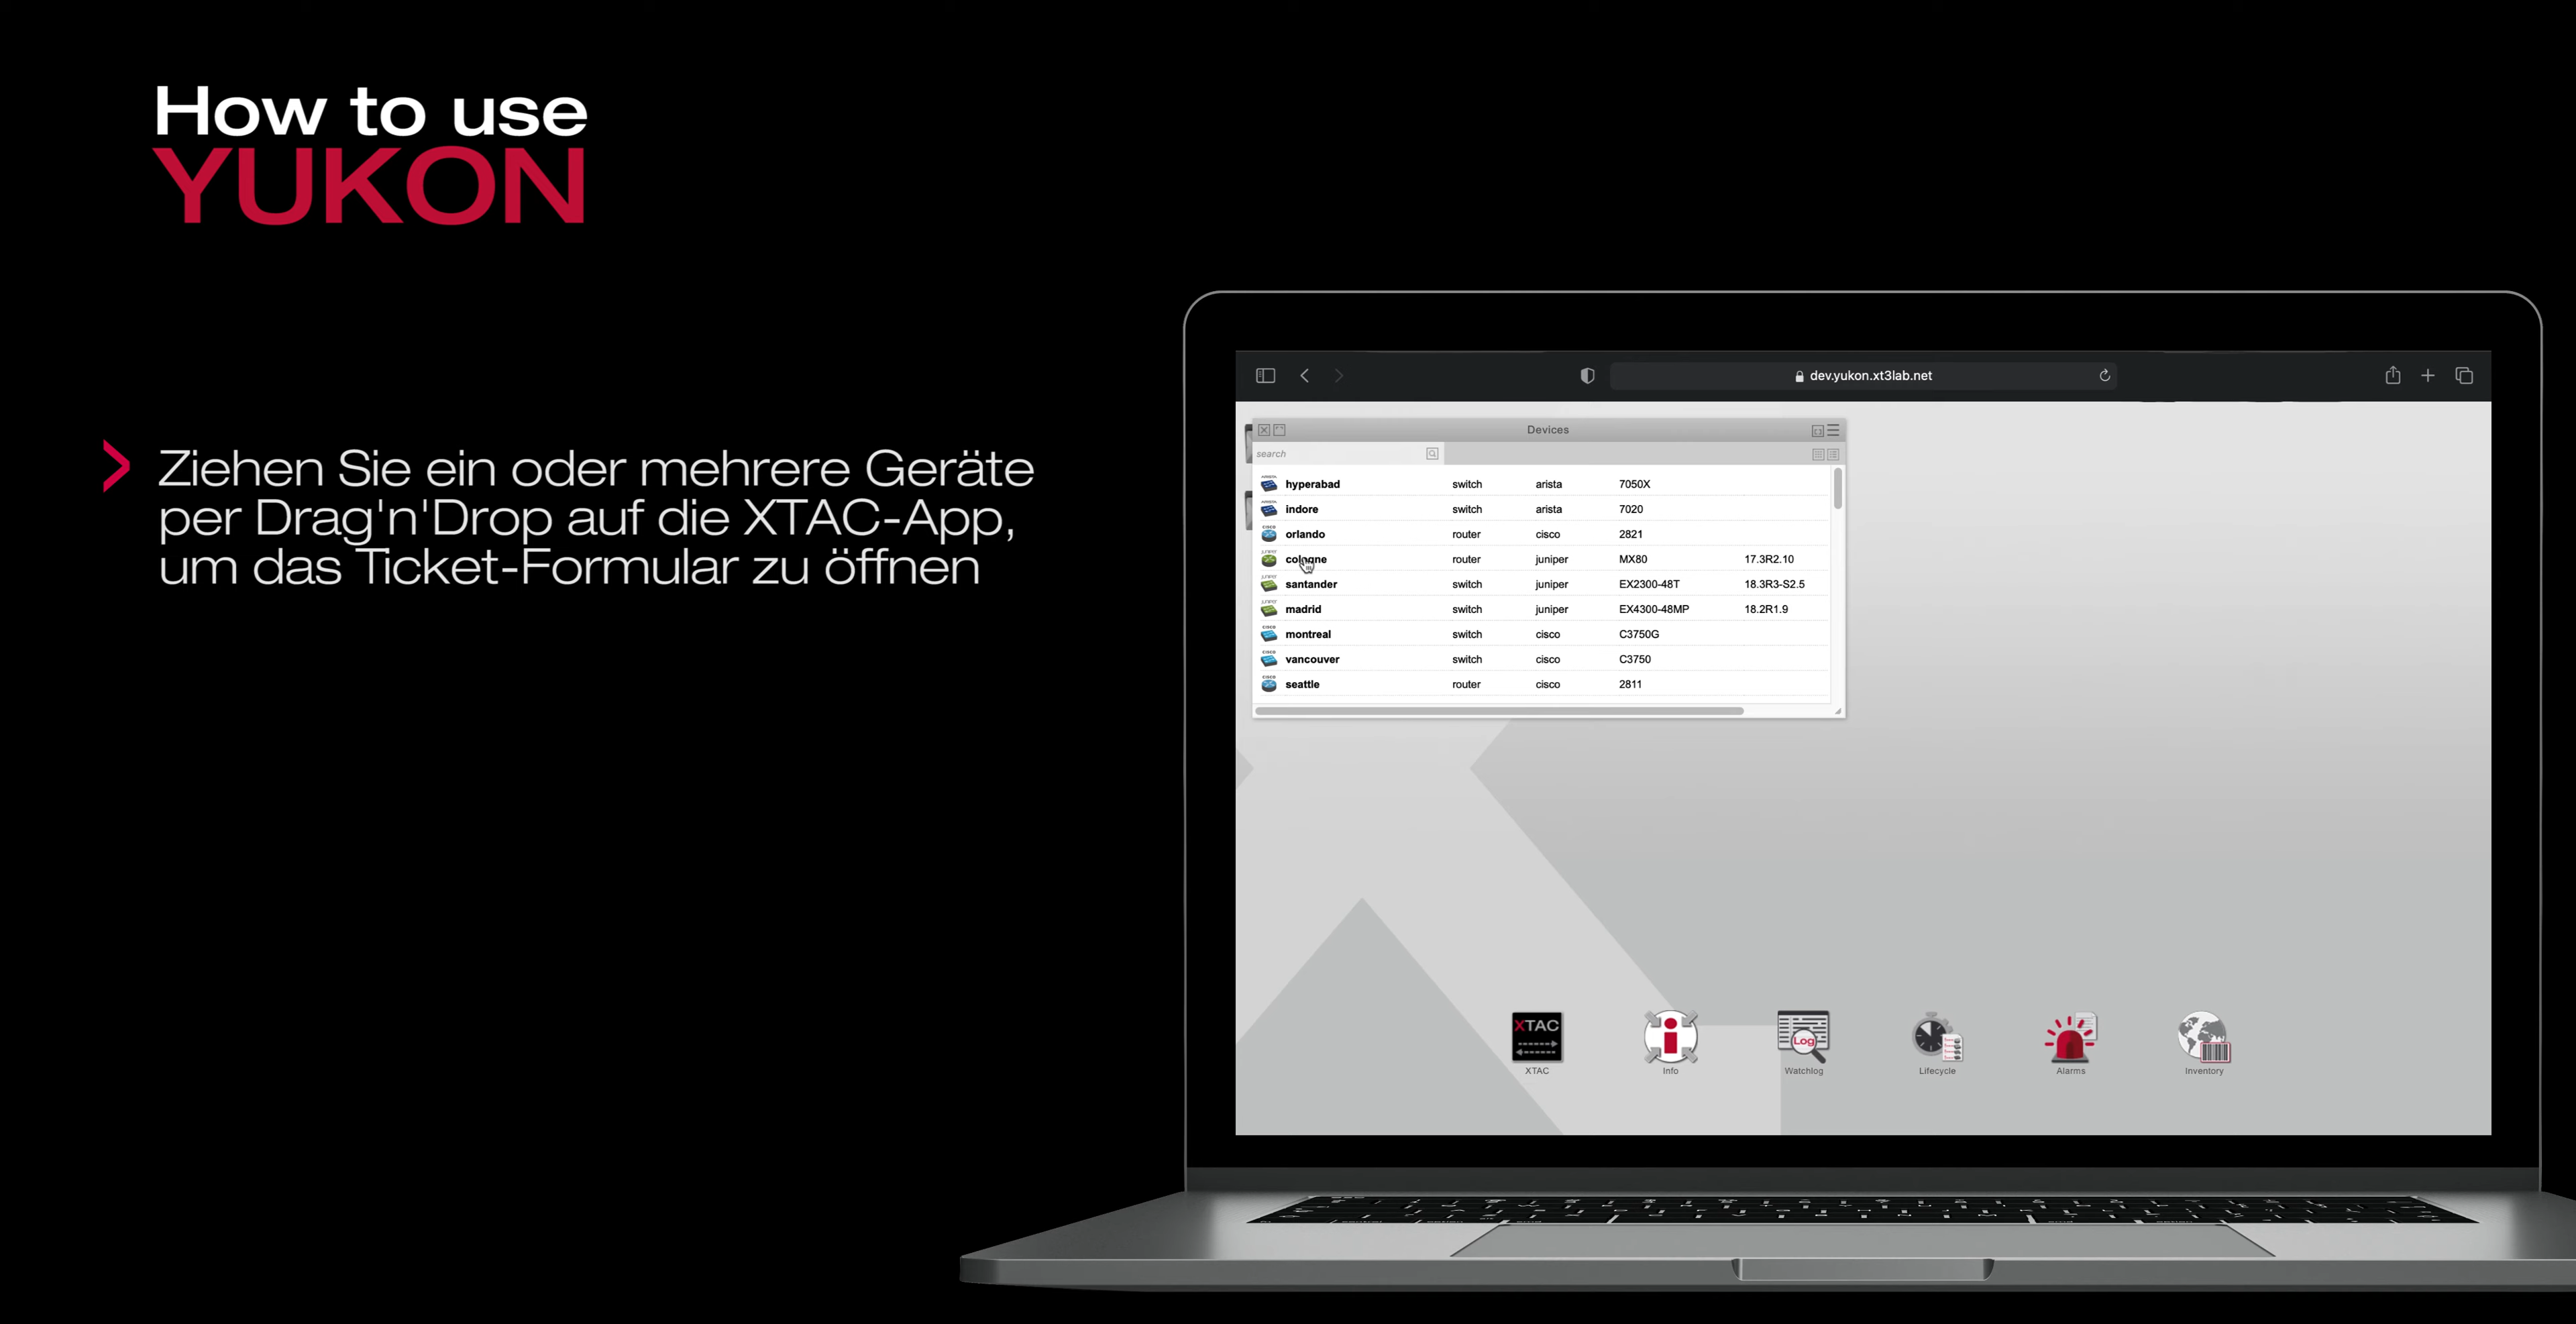 How to use
YUKON
Ziehen Sie ein oder mehrere Geräte
per Drag'n'Drop auf die XTAC-App,
um das Ticket-Formular zu öffnen
dev.yukon.xt3lab.net
Devices
search
hyperabad switch arista 7050X
indore switch arista 7020
orlando router cisco 2821
cologne router juniper MX80 17.3R2.10
santander switch juniper EX2300-48T 18.3R3-S2.5
madrid switch juniper EX4300-48MP 18.2R1.9
montreal switch cisco C3750G
vancouver switch cisco C3750
seattle router cisco 2811
XTAC
Log
XTAC Info Watchlog Lifecycle Alarms Inventory